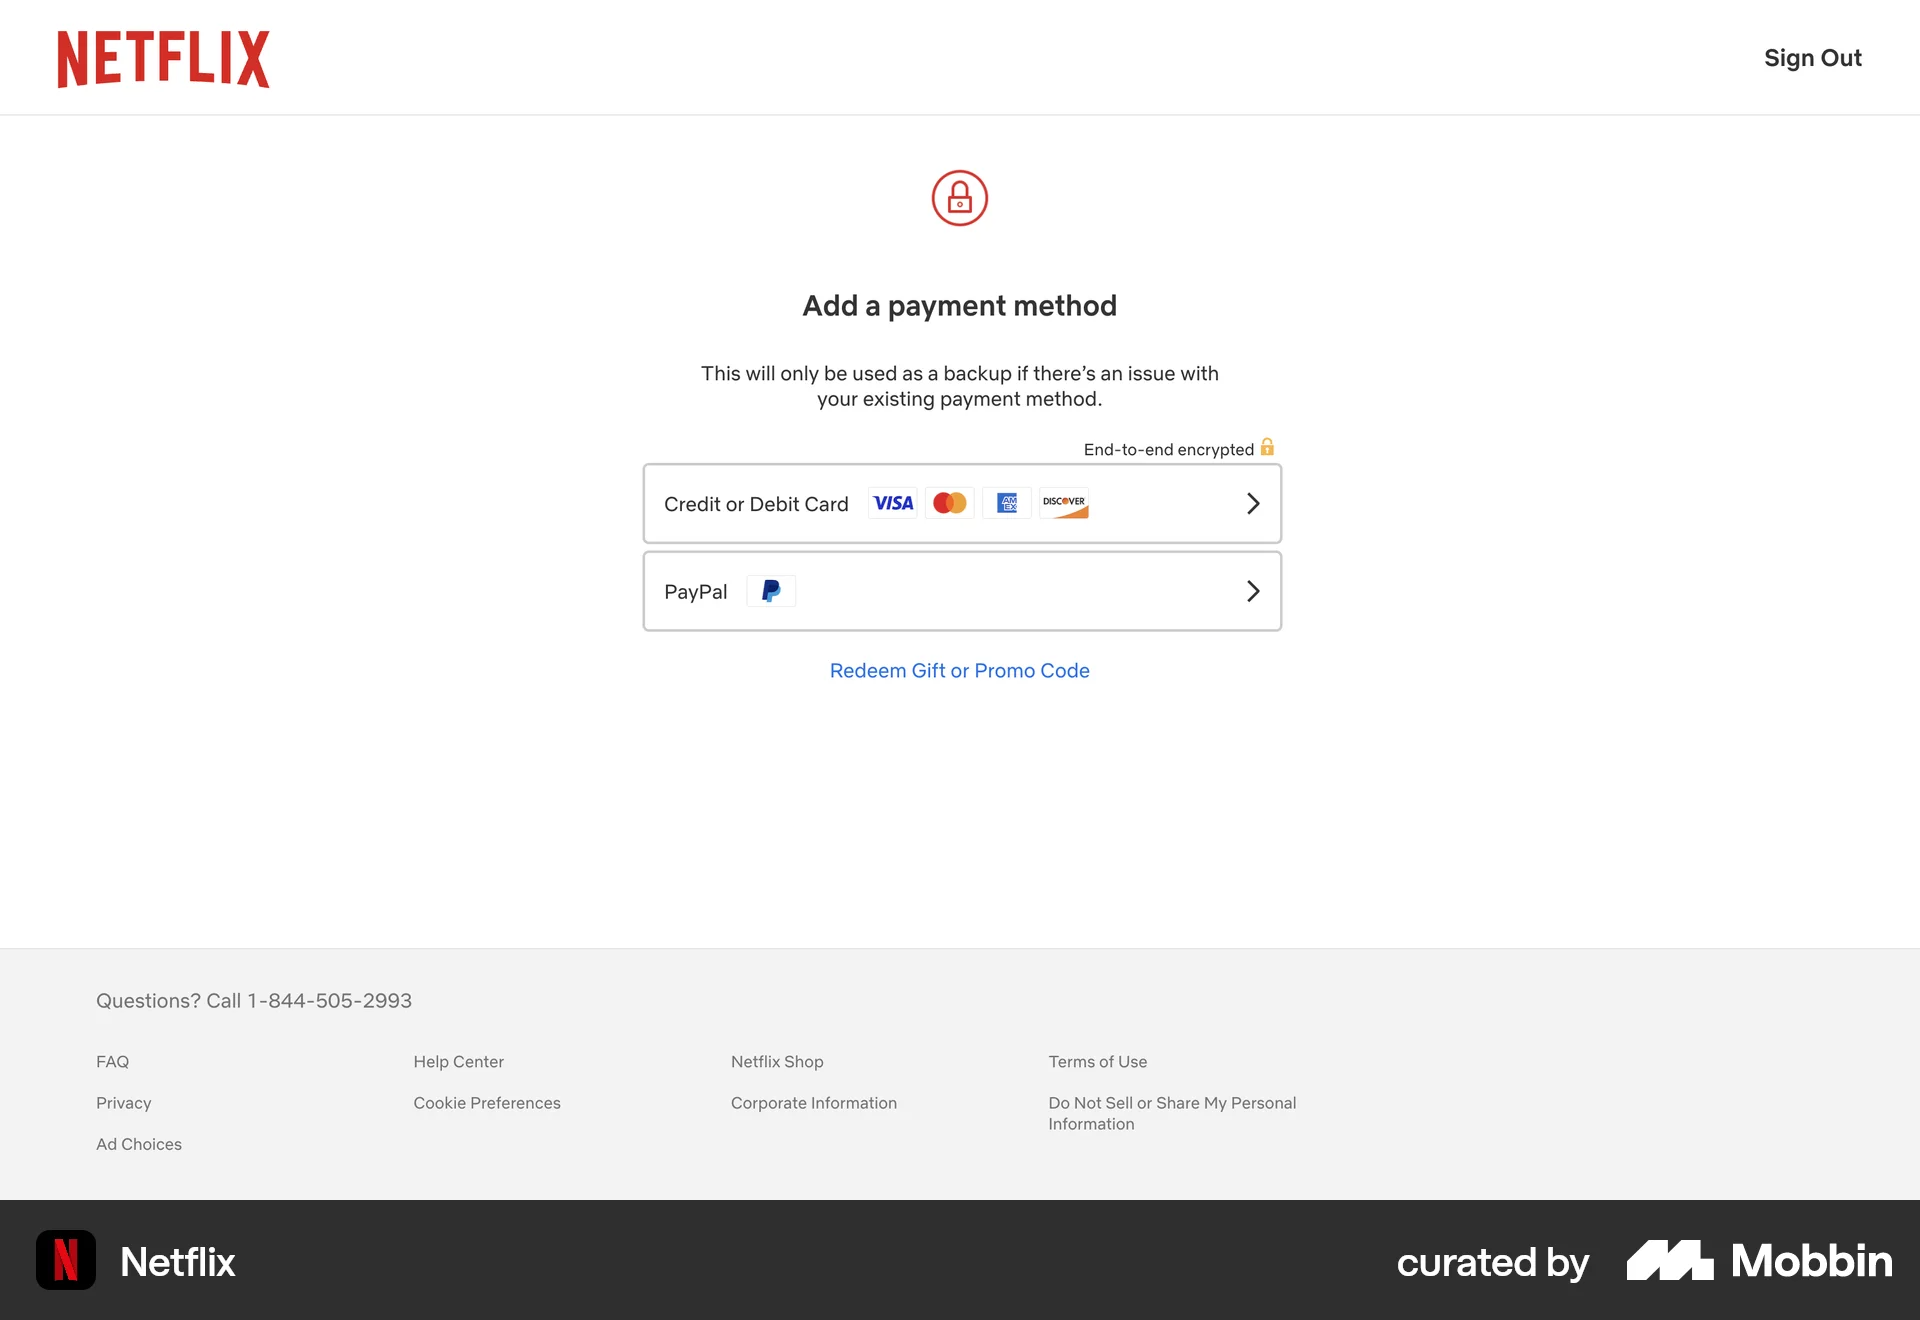 NETFLIX
Sign Out
Add a payment method
This will only be used as a backup if there’s an issue with
your existing payment method.
End-to-end encrypted
Credit or Debit Card VISA AMEX DISCOVER
PayPal
Redeem Gift or Promo Code
Questions? Call 1-844-505-2993
FAQ
Help Center
Netflix Shop
Terms of Use
Privacy
Cookie Preferences
Corporate Information
Do Not Sell or Share My Personal
Information
Ad Choices
N Netflix
curated by Mobbin